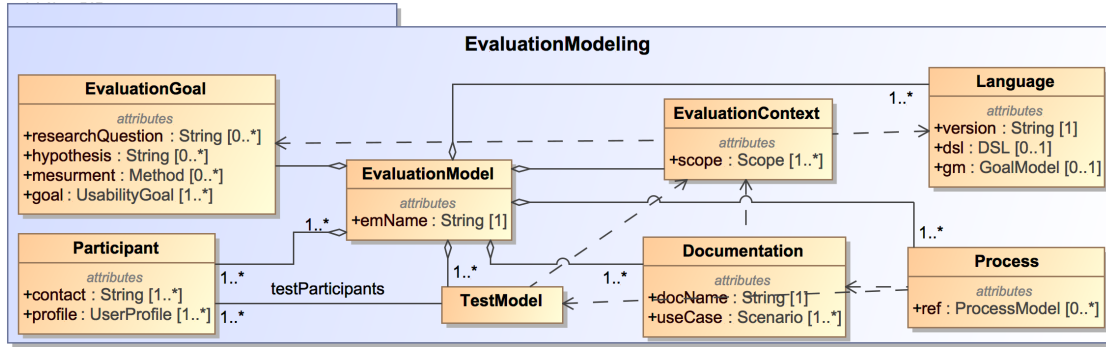 EvaluationModeling
EvaluationGoal
attributes
+researchQuestion : String [0..*]
+hypothesis : String [0..*]
+mesurment : Method [0..*]
+goal : UsabilityGoal [1..*]
EvaluationContext
attributes
+scope : Scope [1..*]
1..*
Language
attributes
+version : String [1]
+dsl : DSL [0..1]
+gm : GoalModel [0..1]
EvaluationModel
attributes
+emName : String [1]
1..*
Participant
attributes
+contact : String [1..*]
+profile : UserProfile [1..*]
1..*
testParticipants
1..*
1..*
TestModel
1..*
Documentation
attributes
+docName : String [1]
+useCase : Scenario [1..*]
1..*
Process
attributes
+ref : ProcessModel [0..*]